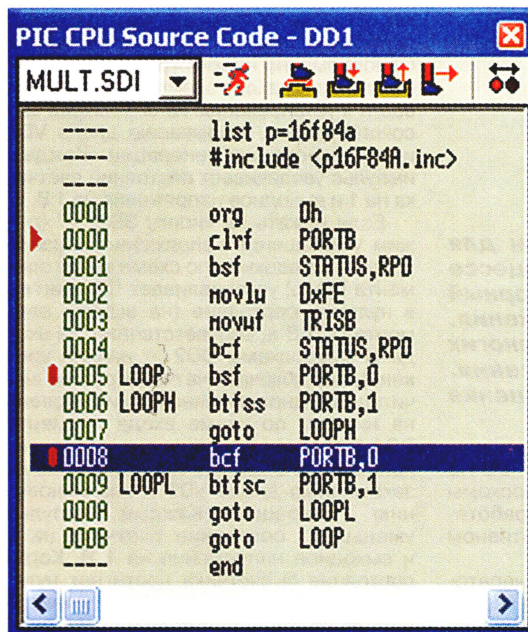 PIC CPU Source Code - DD1
MULT.SDI
---- list p=16f84a
---- #include <p16F84A.inc>
----
0000 org 0h
0000 clrf PORTB
0001 bsf STATUS,RP0
0002 movlw 0xFE
0003 movwf TRISB
0004 bcf STATUS,RP0
0005 LOOP bsf PORTB,0
0006 LOOPH btfss PORTB,1
0007 goto LOOPH
0008 bcf PORTB,0
0009 LOOPL btfsc PORTB,1
000A goto LOOPL
000B goto LOOP
---- end